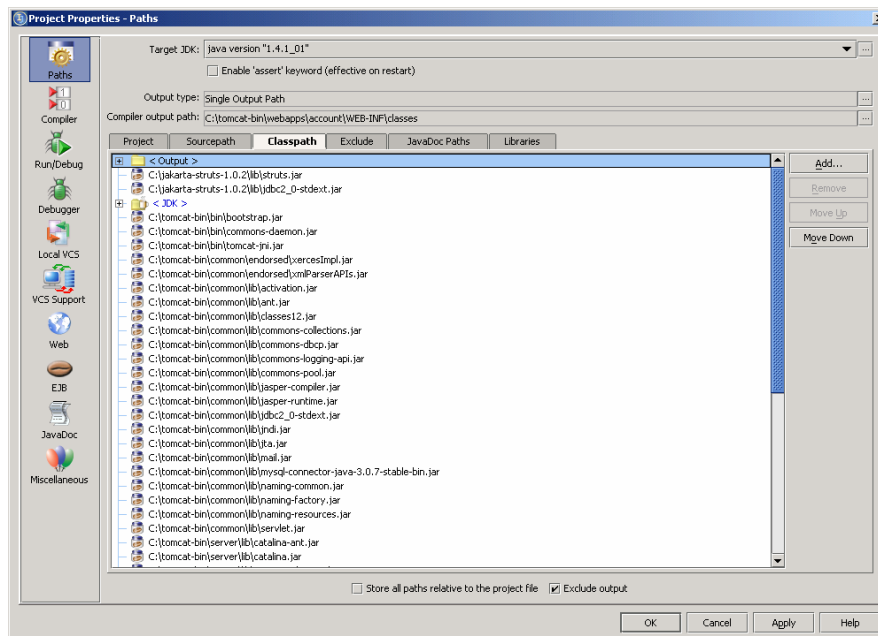 Project Properties - Paths
Paths
Compiler
Run/Debug
Debugger
Local VCS
VCS Support
Web
EJB
JavaDoc
Miscellaneous
Target JDK: java version "1.4.1_01"
Enable 'assert' keyword (effective on restart)
Output type: Single Output Path
Compiler output path: C:\tomcat-bin\webapps\account\WEB-INF\classes
Project Sourcepath Classpath Exclude JavaDoc Paths Libraries
< Output >
C:\jakarta-struts-1.0.2\lib\struts.jar
C:\jakarta-struts-1.0.2\lib\jdbc2_0-stdext.jar
< JDK >
C:\tomcat-bin\bin\bootstrap.jar
C:\tomcat-bin\bin\commons-daemon.jar
C:\tomcat-bin\bin\tomcat-jni.jar
C:\tomcat-bin\common\endorsed\xercesImpl.jar
C:\tomcat-bin\common\endorsed\xmlParserAPIs.jar
C:\tomcat-bin\common\lib\activation.jar
C:\tomcat-bin\common\lib\ant.jar
C:\tomcat-bin\common\lib\classes12.jar
C:\tomcat-bin\common\lib\commons-collections.jar
C:\tomcat-bin\common\lib\commons-dbcp.jar
C:\tomcat-bin\common\lib\commons-logging-api.jar
C:\tomcat-bin\common\lib\commons-pool.jar
C:\tomcat-bin\common\lib\jasper-compiler.jar
C:\tomcat-bin\common\lib\jasper-runtime.jar
C:\tomcat-bin\common\lib\jdbc2_0-stdext.jar
C:\tomcat-bin\common\lib\jndi.jar
C:\tomcat-bin\common\lib\jta.jar
C:\tomcat-bin\common\lib\mail.jar
C:\tomcat-bin\common\lib\mysql-connector-java-3.0.7-stable-bin.jar
C:\tomcat-bin\common\lib\naming-common.jar
C:\tomcat-bin\common\lib\naming-factory.jar
C:\tomcat-bin\common\lib\naming-resources.jar
C:\tomcat-bin\common\lib\servlet.jar
C:\tomcat-bin\server\lib\catalina-ant.jar
C:\tomcat-bin\server\lib\catalina.jar
Add...
Remove
Move Up
Move Down
Store all paths relative to the project file Exclude output
OK Cancel Apply Help